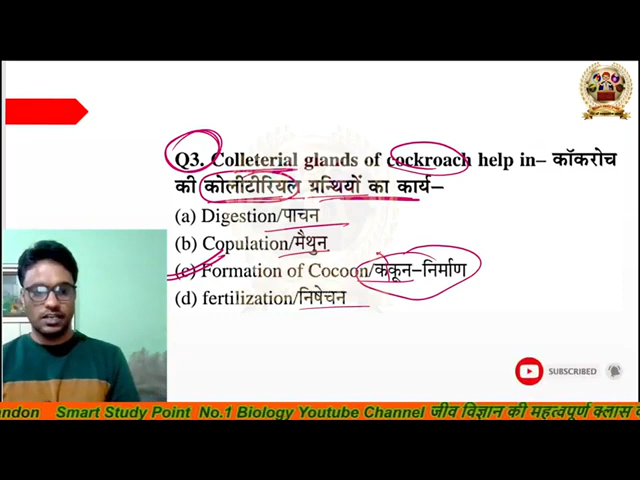 Q3. Colleterial glands of cockroach help in– कॉकरोच
की कोलीटीरियल ग्रन्थियों का कार्य–
(a) Digestion/पाचन
(b) Copulation/मैथुन
(c) Formation of Cocoon/ककून–निर्माण
(d) fertilization/निषेचन
SUBSCRIBED
andon Smart Study Point No.1 Biology Youtube Channel जीव विज्ञान की महत्वपूर्ण क्लास